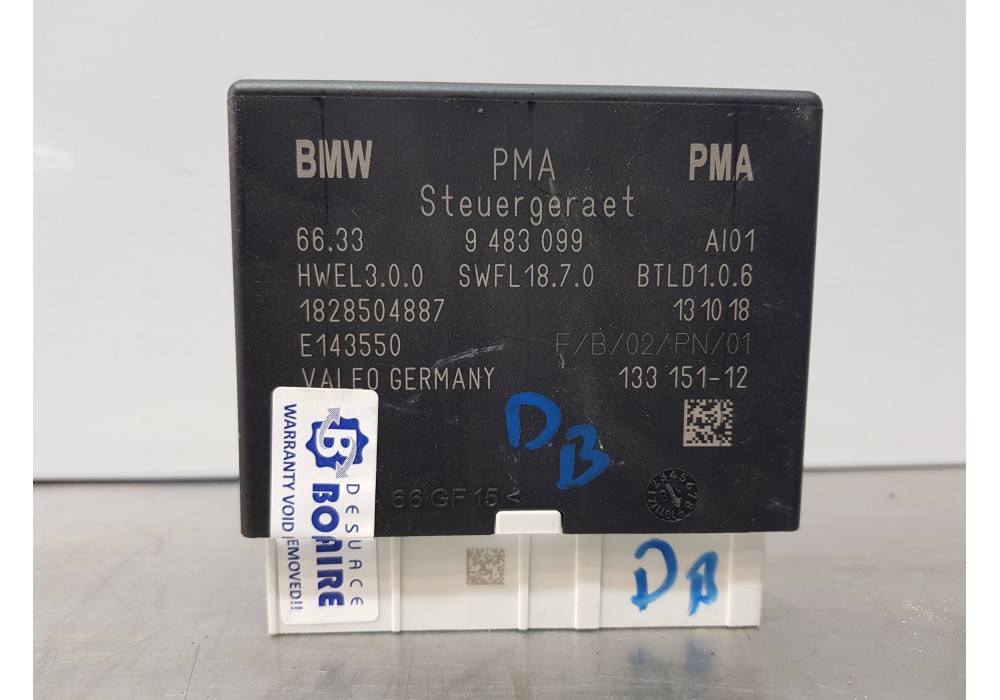 BMW PMA PMA
Steuergeraet
66.33 9 483 099 AI01
HWEL3.0.0 SWFL18.7.0 BTLD1.0.6
1828504887 13 10 18
E143550 F/B/02/PN/01
VALEO GERMANY 133 151-12
DB
66 GF 15 <
DESUACE
B BOAIRE
WARRANTY VOID
DB